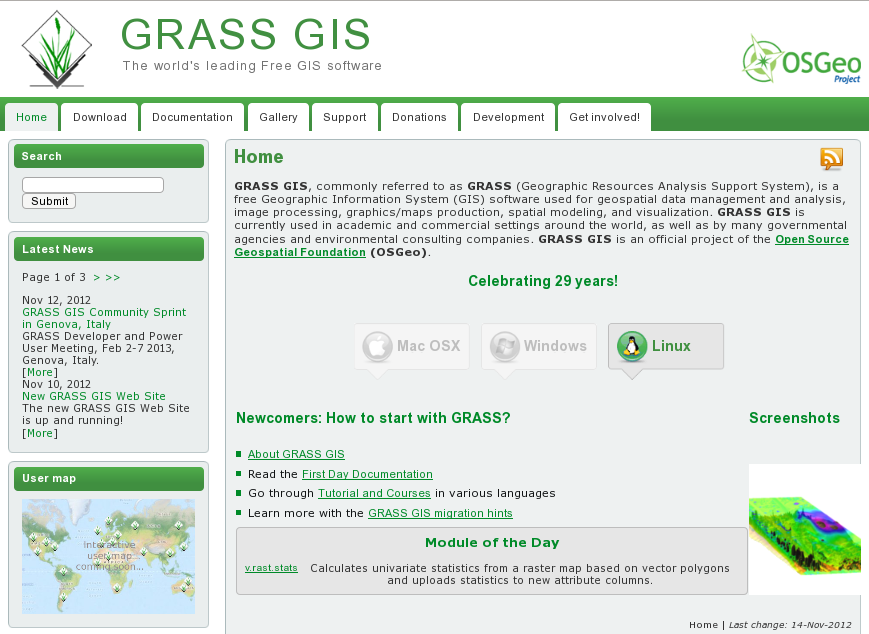 GRASS GIS
The world's leading Free GIS software
OSGeo
Project
Home
Download
Documentation
Gallery
Support
Donations
Development
Get involved!
Search
Submit
Latest News
Page 1 of 3 > >>
Nov 12, 2012
GRASS GIS Community Sprint
in Genova, Italy
GRASS Developer and Power
User Meeting, Feb 2-7 2013,
Genova, Italy.
[More]
Nov 10, 2012
New GRASS GIS Web Site
The new GRASS GIS Web Site
is up and running!
[More]
User map
Interactive
user map...
coming soon...
Home
GRASS GIS, commonly referred to as GRASS (Geographic Resources Analysis Support System), is a
free Geographic Information System (GIS) software used for geospatial data management and analysis,
image processing, graphics/maps production, spatial modeling, and visualization. GRASS GIS is
currently used in academic and commercial settings around the world, as well as by many governmental
agencies and environmental consulting companies. GRASS GIS is an official project of the Open Source
Geospatial Foundation (OSGeo).
Celebrating 29 years!
Mac OSX
Windows
Linux
Newcomers: How to start with GRASS?
About GRASS GIS
Read the First Day Documentation
Go through Tutorial and Courses in various languages
Learn more with the GRASS GIS migration hints
Screenshots
Module of the Day
v.rast.stats Calculates univariate statistics from a raster map based on vector polygons
and uploads statistics to new attribute columns.
Home | Last change: 14-Nov-2012